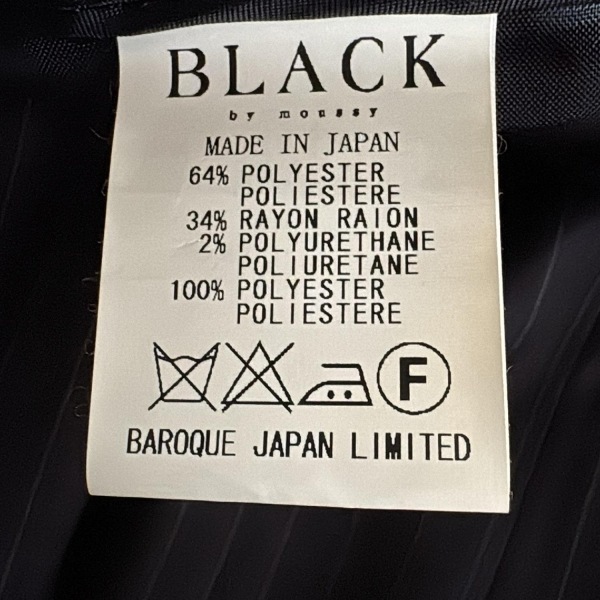 BLACK
by moussy
MADE IN JAPAN
64% POLYESTER
POLIESTERE
34% RAYON RAION
2% POLYURETHANE
POLIURETANE
100% POLYESTER
POLIESTERE
F
BAROQUE JAPAN LIMITED